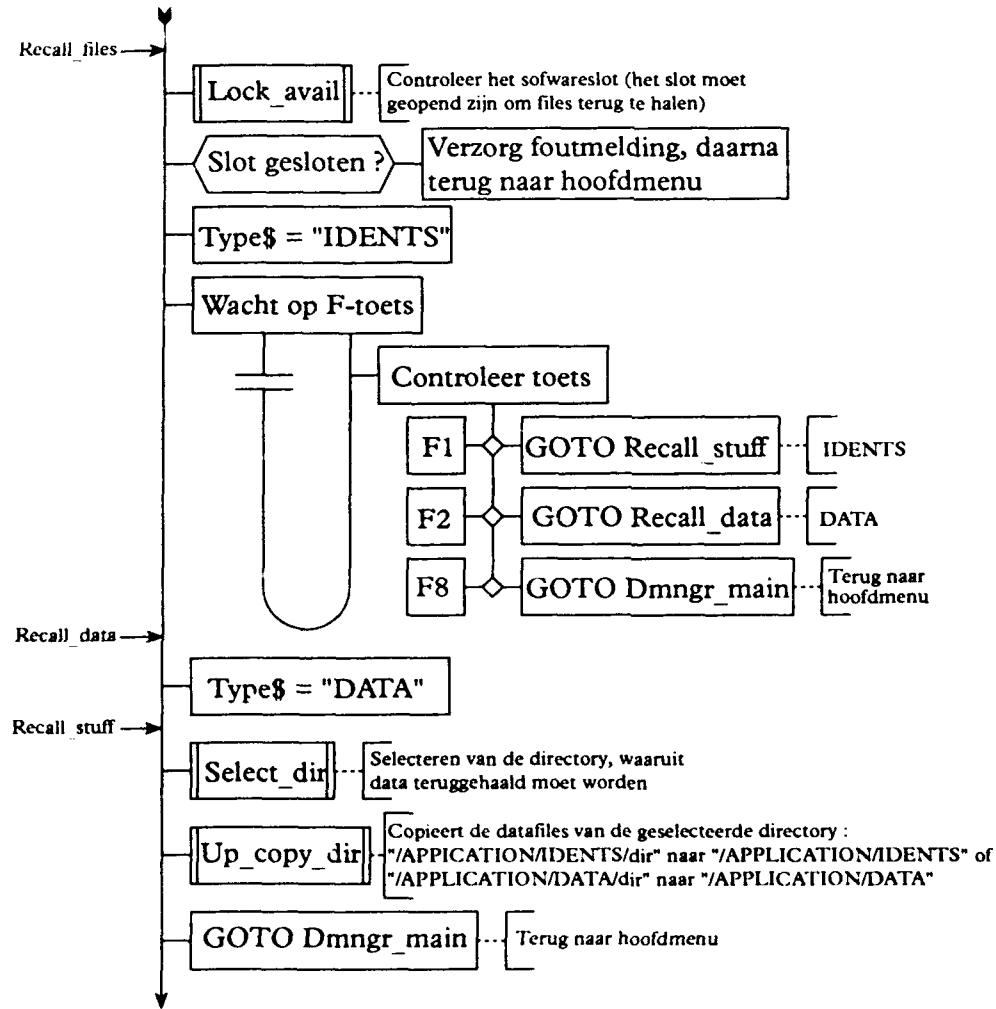 Recall_files
Lock_avail
Controleer het sofwareslot (het slot moet
geopend zijn om files terug te halen)
Slot gesloten ?
Verzorg foutmelding, daarna
terug naar hoofdmenu
Type$ = "IDENTS"
Wacht op F-toets
Controleer toets
F1
GOTO Recall_stuff
IDENTS
F2
GOTO Recall_data
DATA
F8
GOTO Dmngr_main
Terug naar
hoofdmenu
Recall_data
Type$ = "DATA"
Recall_stuff
Select_dir
Selecteren van de directory, waaruit
data teruggehaald moet worden
Up_copy_dir
Copieert de datafiles van de geselecteerde directory :
"/APPICATION/IDENTS/dir" naar "/APPLICATION/IDENTS" of
"/APPLICATION/DATA/dir" naar "/APPLICATION/DATA"
GOTO Dmngr_main
Terug naar hoofdmenu